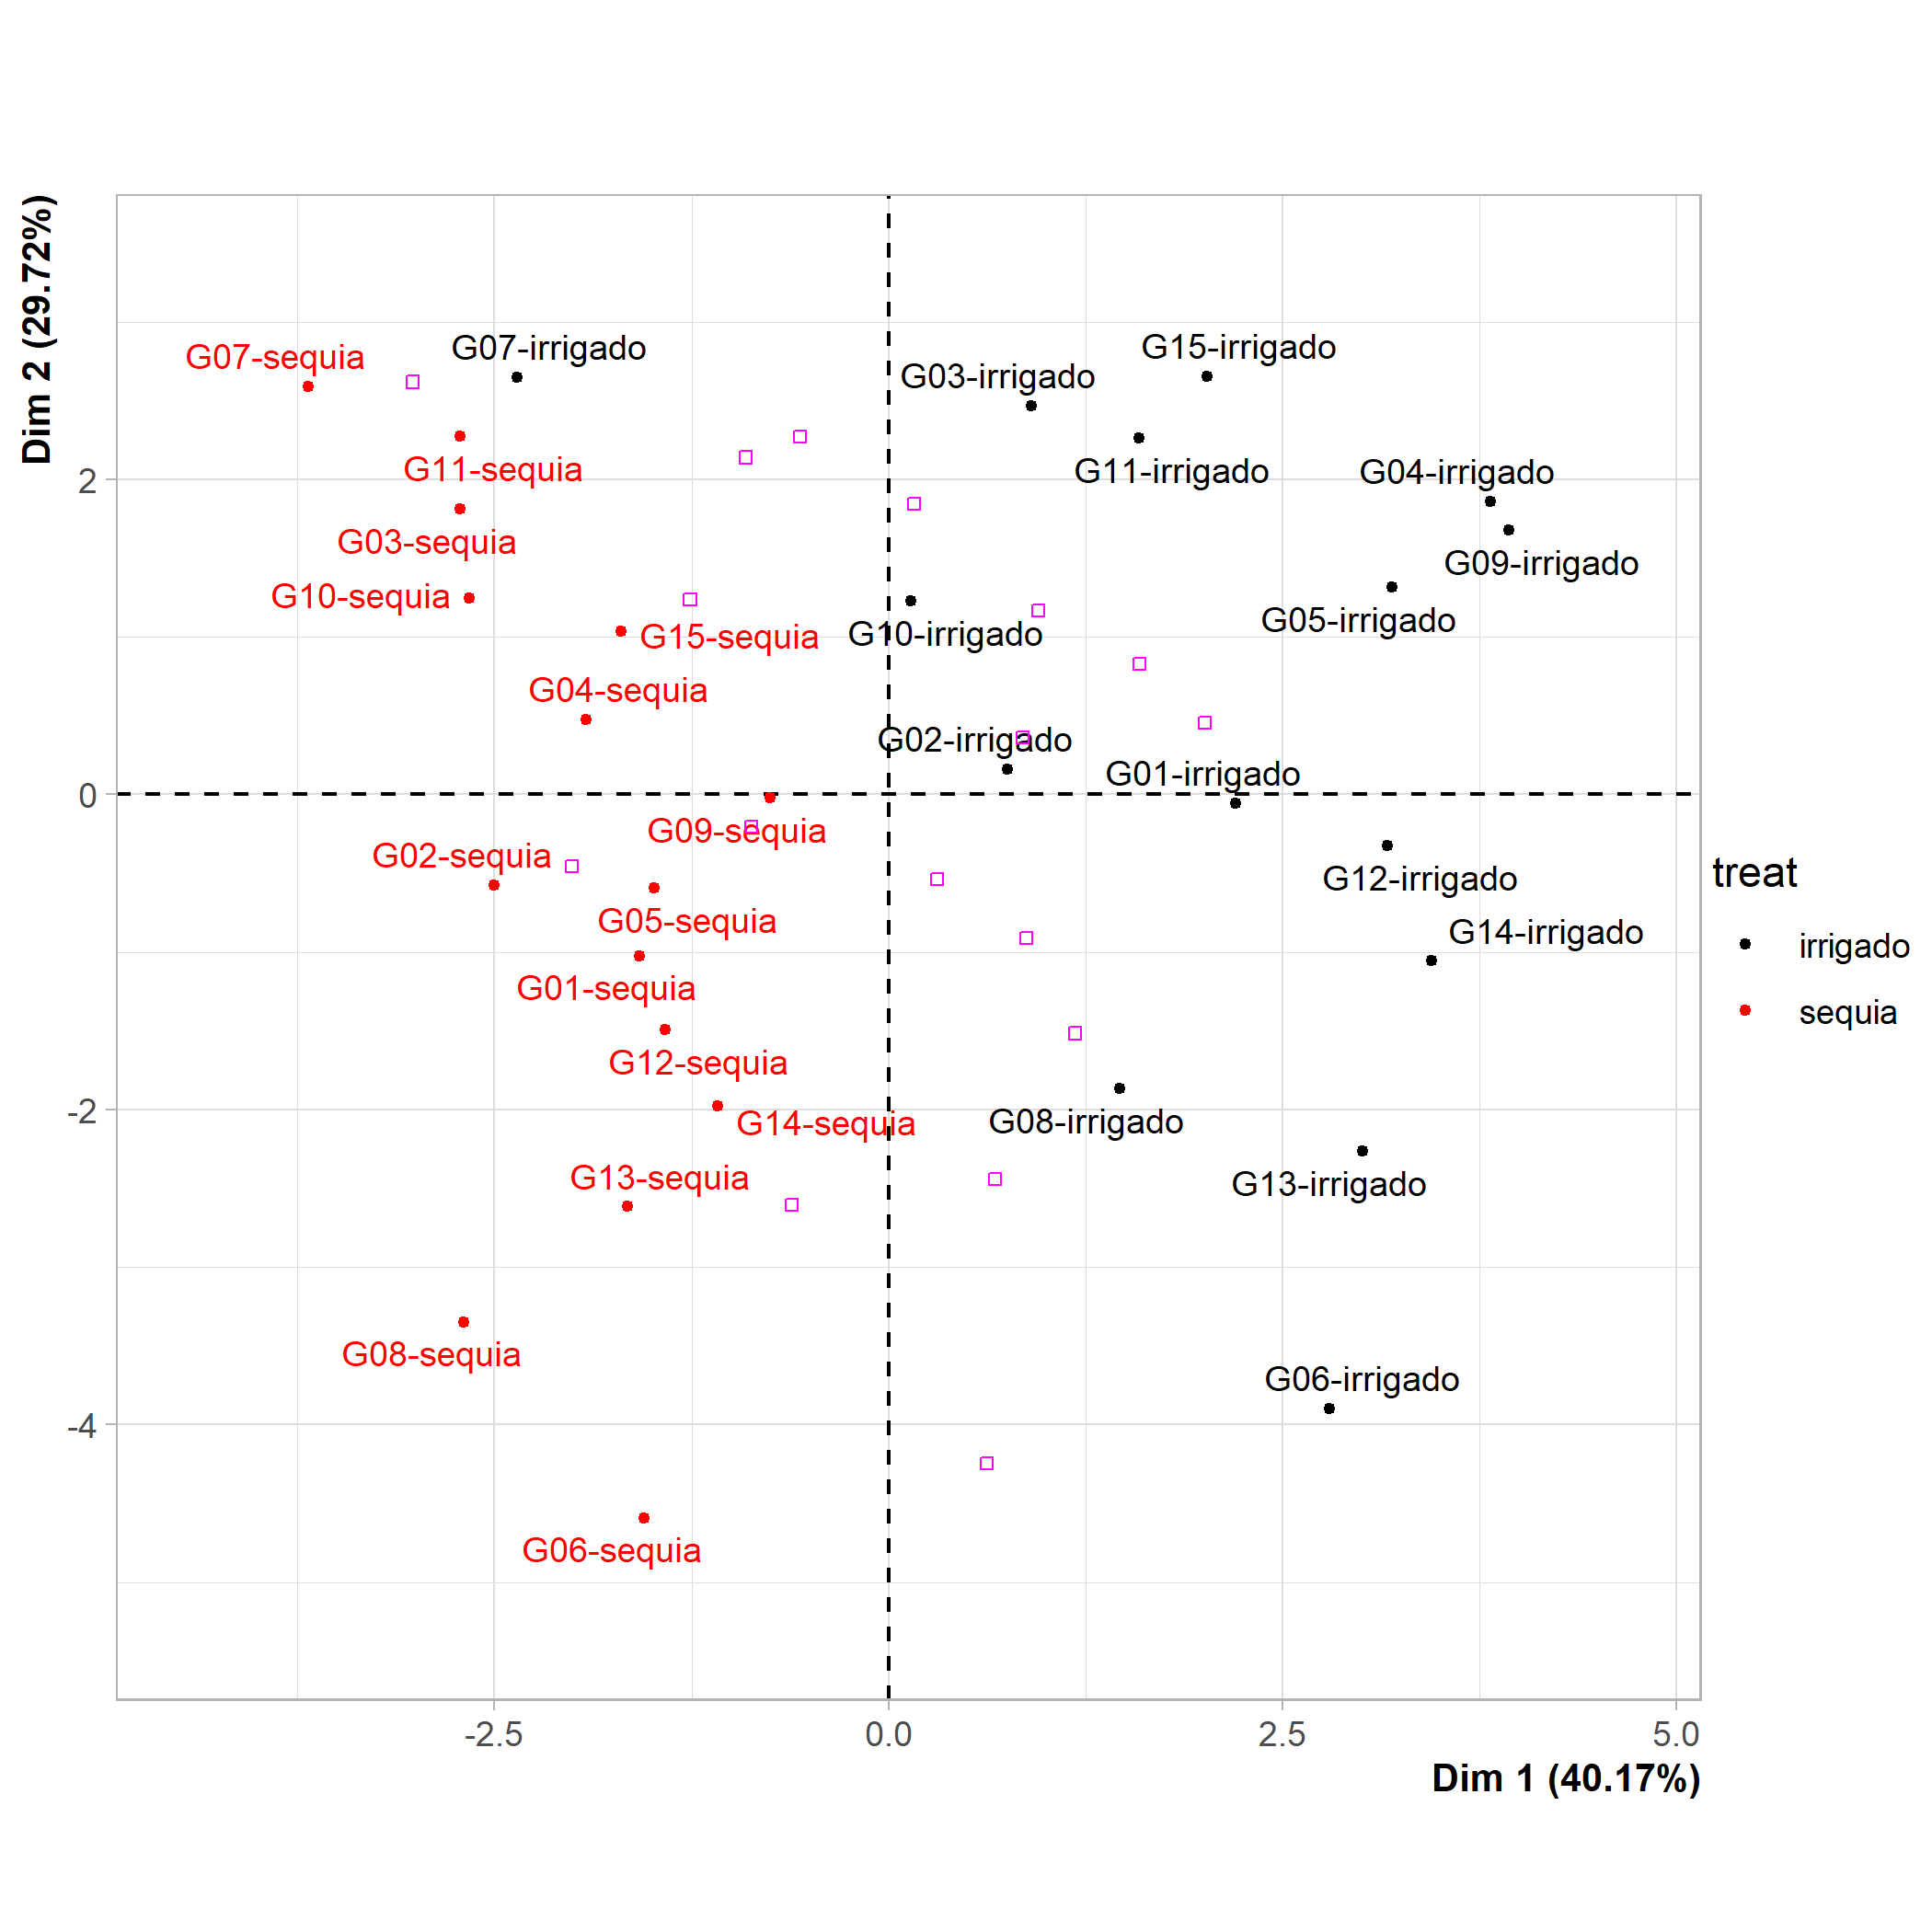 Dim 2 (29.72%)
G07-sequia
G07-irrigado
G15-irrigado
G03-irrigado
G11-sequia
G11-irrigado
G04-irrigado
2
G03-sequia
G09-irrigado
G10-sequia
G05-irrigado
G15-sequia
G10-irrigado
G04-sequia
G02-irrigado
G01-irrigado
0
G09-sequia
G02-sequia
G12-irrigado
treat
G05-sequia
G14-irrigado
irrigado
G01-sequia
sequia
G12-sequia
-2
G14-sequia
G08-irrigado
G13-sequia
G13-irrigado
G08-sequia
G06-irrigado
-4
G06-sequia
-2.5 0.0 2.5 5.0
Dim 1 (40.17%)